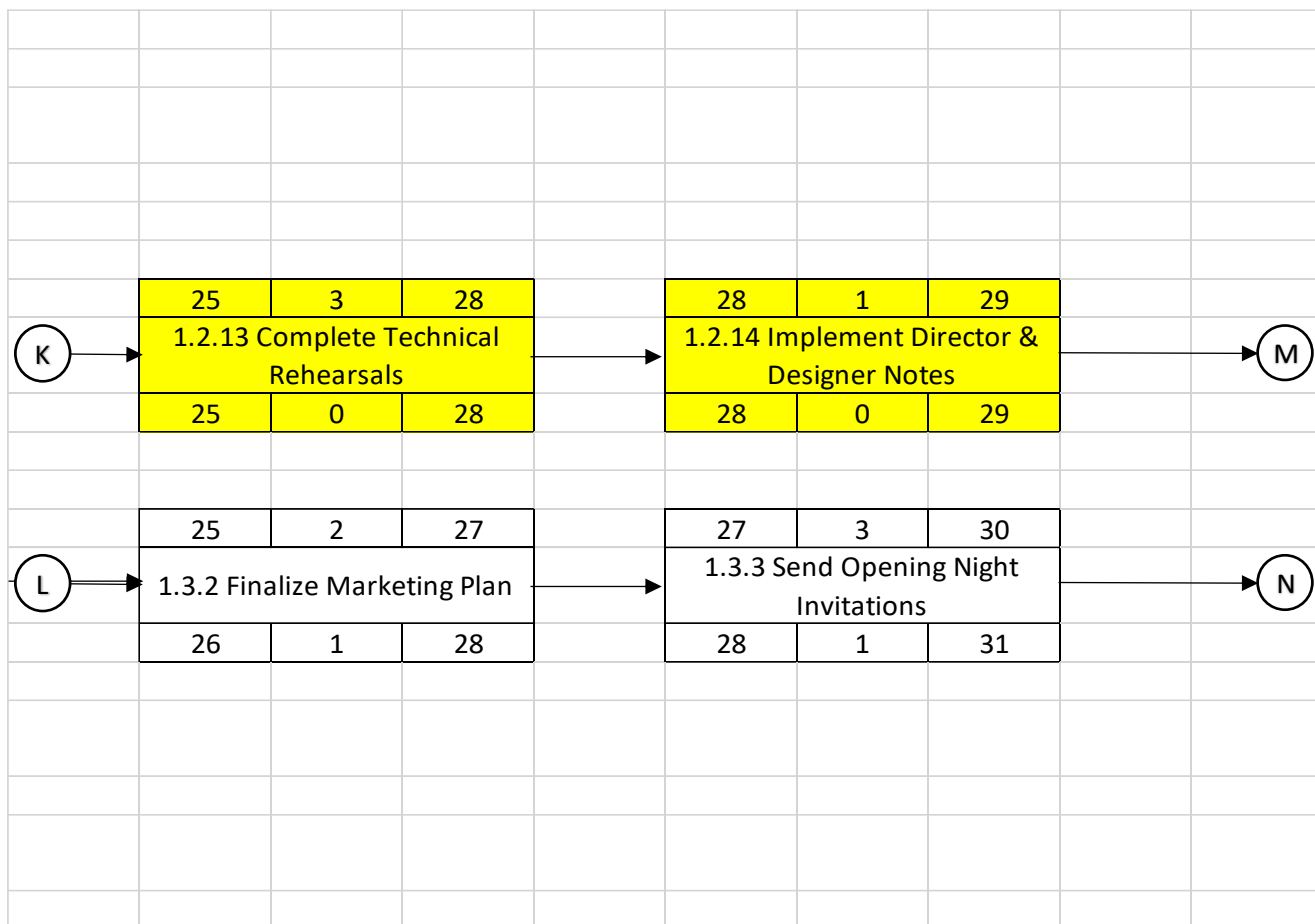 25 3 28 28 1 29
K
1.2.13 Complete Technical
Rehearsals
1.2.14 Implement Director &
Designer Notes
M
25 0 28 28 0 29
25 2 27 27 3 30
L
1.3.2 Finalize Marketing Plan
1.3.3 Send Opening Night
Invitations
N
26 1 28 28 1 31